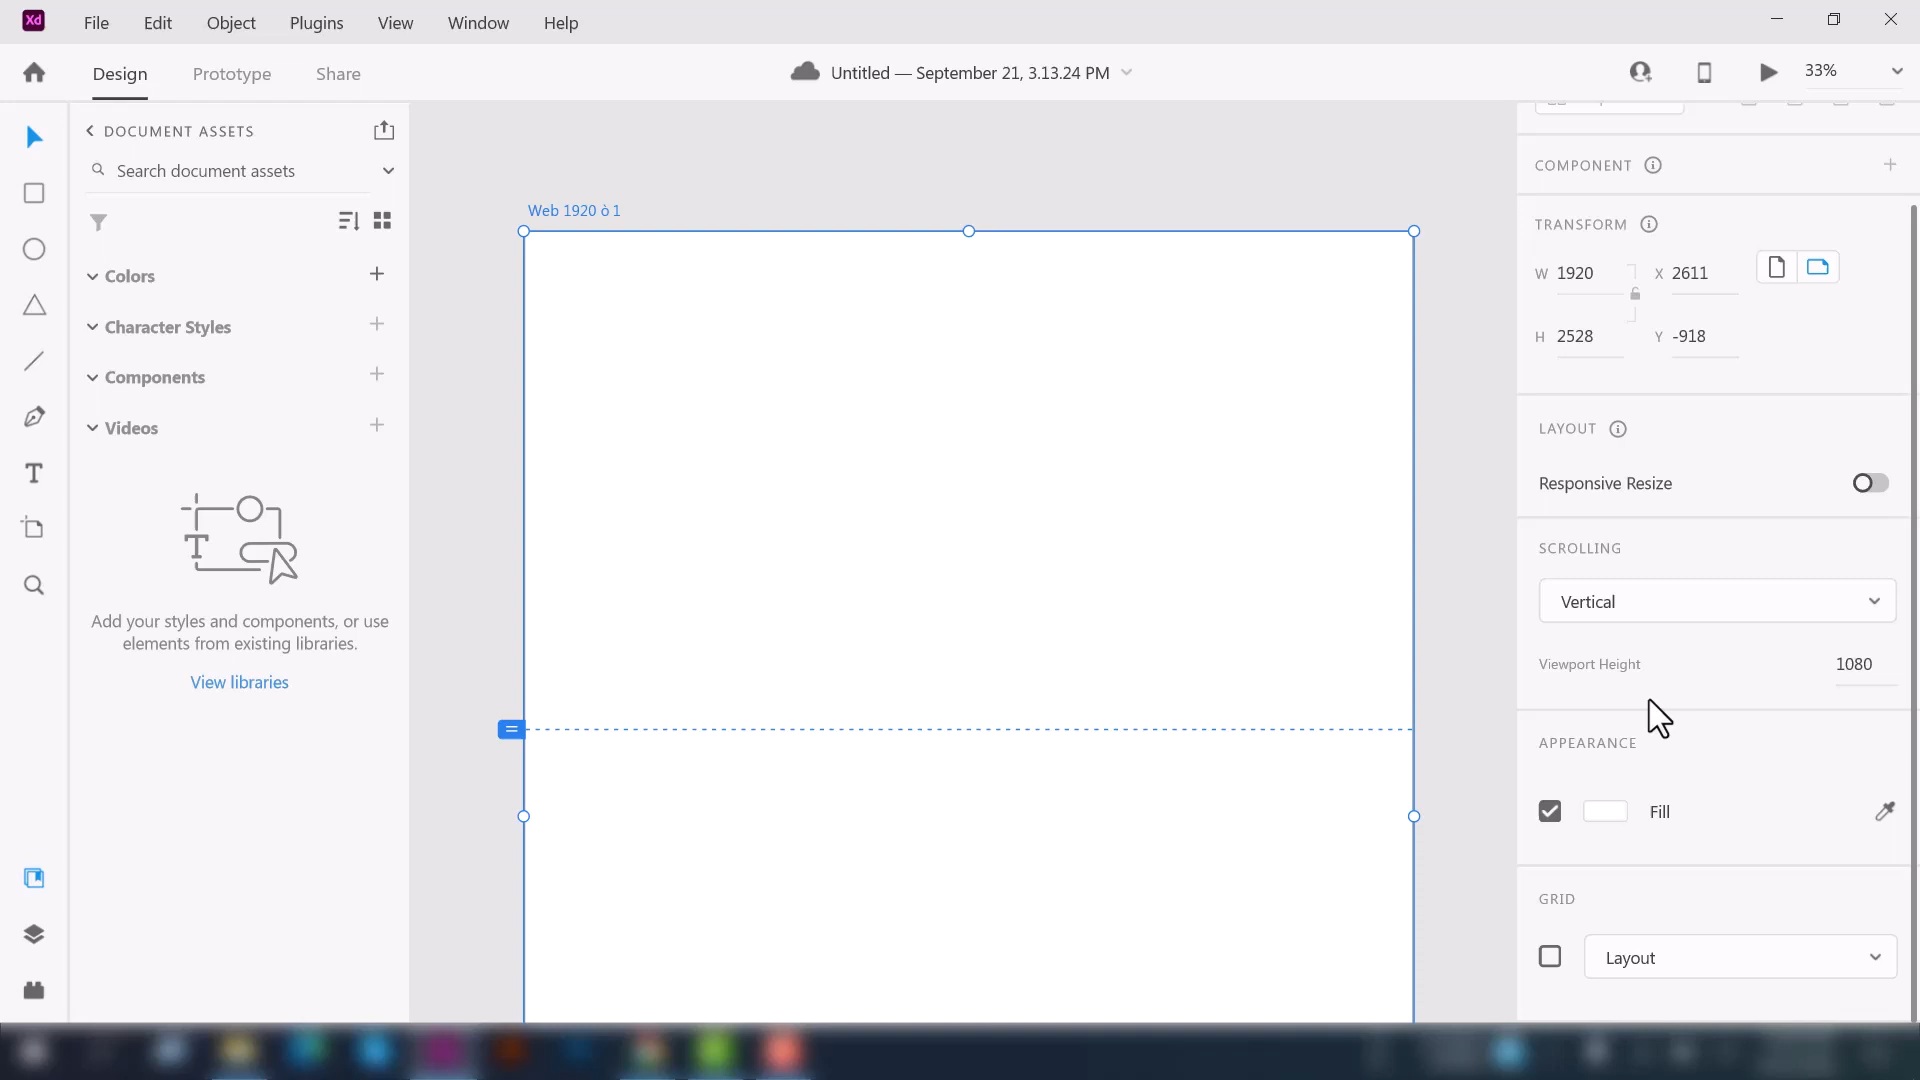 Xd File Edit Object Plugins View Window Help
Design Prototype Share Untitled — September 21, 3.13.24 PM 33%
DOCUMENT ASSETS
Search document assets
Colors
Character Styles
Components
Videos
T
Add your styles and components, or use
elements from existing libraries.
View libraries
Web 1920 ò 1
COMPONENT
TRANSFORM
W 1920 X 2611
H 2528 Y -918
LAYOUT
Responsive Resize
SCROLLING
Vertical
Viewport Height 1080
APPEARANCE
Fill
GRID
Layout